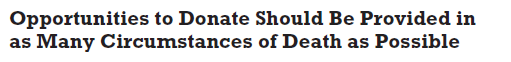 Opportunities to Donate Should Be Provided in
as Many Circumstances of Death as Possible